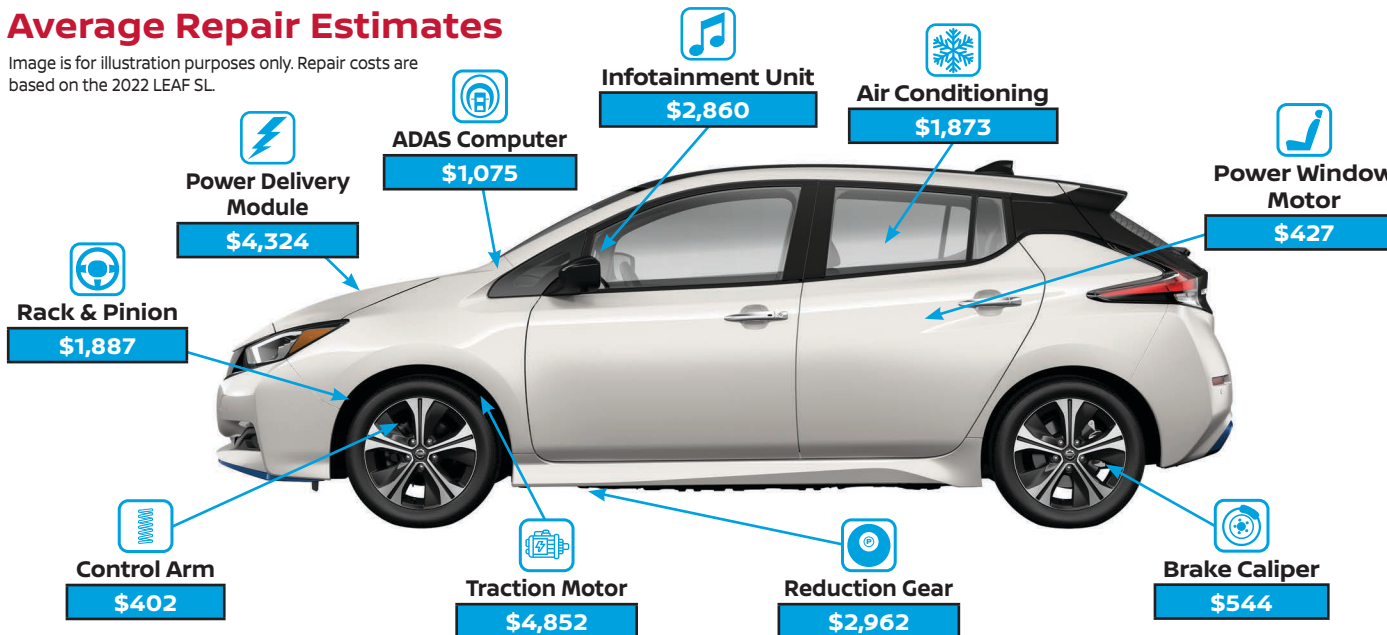 Average Repair Estimates
Image is for illustration purposes only. Repair costs are
based on the 2022 LEAF SL.
Infotainment Unit
$2,860
Air Conditioning
$1,873
ADAS Computer
$1,075
Power Window
Motor
$427
Power Delivery
Module
$4,324
Rack & Pinion
$1,887
Control Arm
$402
Traction Motor
$4,852
P
Reduction Gear
$2,962
Brake Caliper
$544